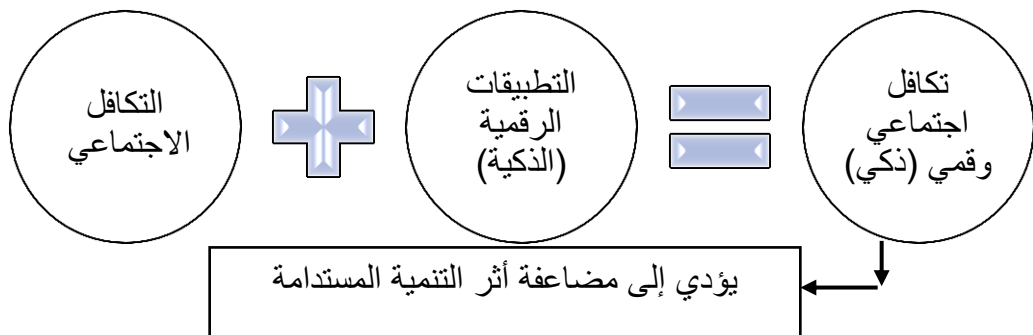 التكافل
الاجتماعي
التطبيقات
الرقمية
(الذكية)
تكافل
اجتماعي
وقمي (ذكي)
يؤدي إلى مضاعفة أثر التنمية المستدامة